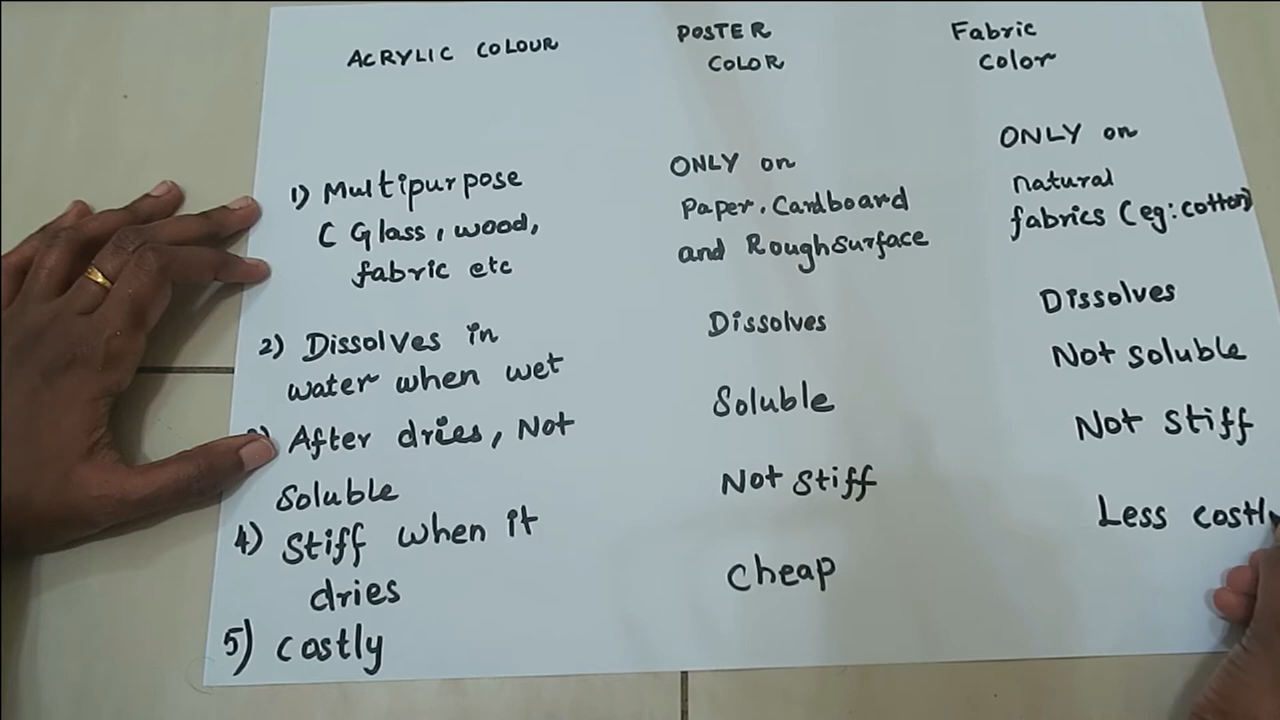 ACRYLIC COLOUR
1) Multipurpose
( Glass, wood,
fabric etc
2) Dissolves in
water when wet
After dries, Not
Soluble
4) Stiff when it
dries
5) Costly
POSTER
COLOR
ONLY on
Paper, Cardboard
and Rough surface
Dissolves
Soluble
Not stiff
Cheap
Fabric
Color
ONLY on
natural
fabrics (eg: cotton)
Dissolves
Not soluble
Not stiff
Less